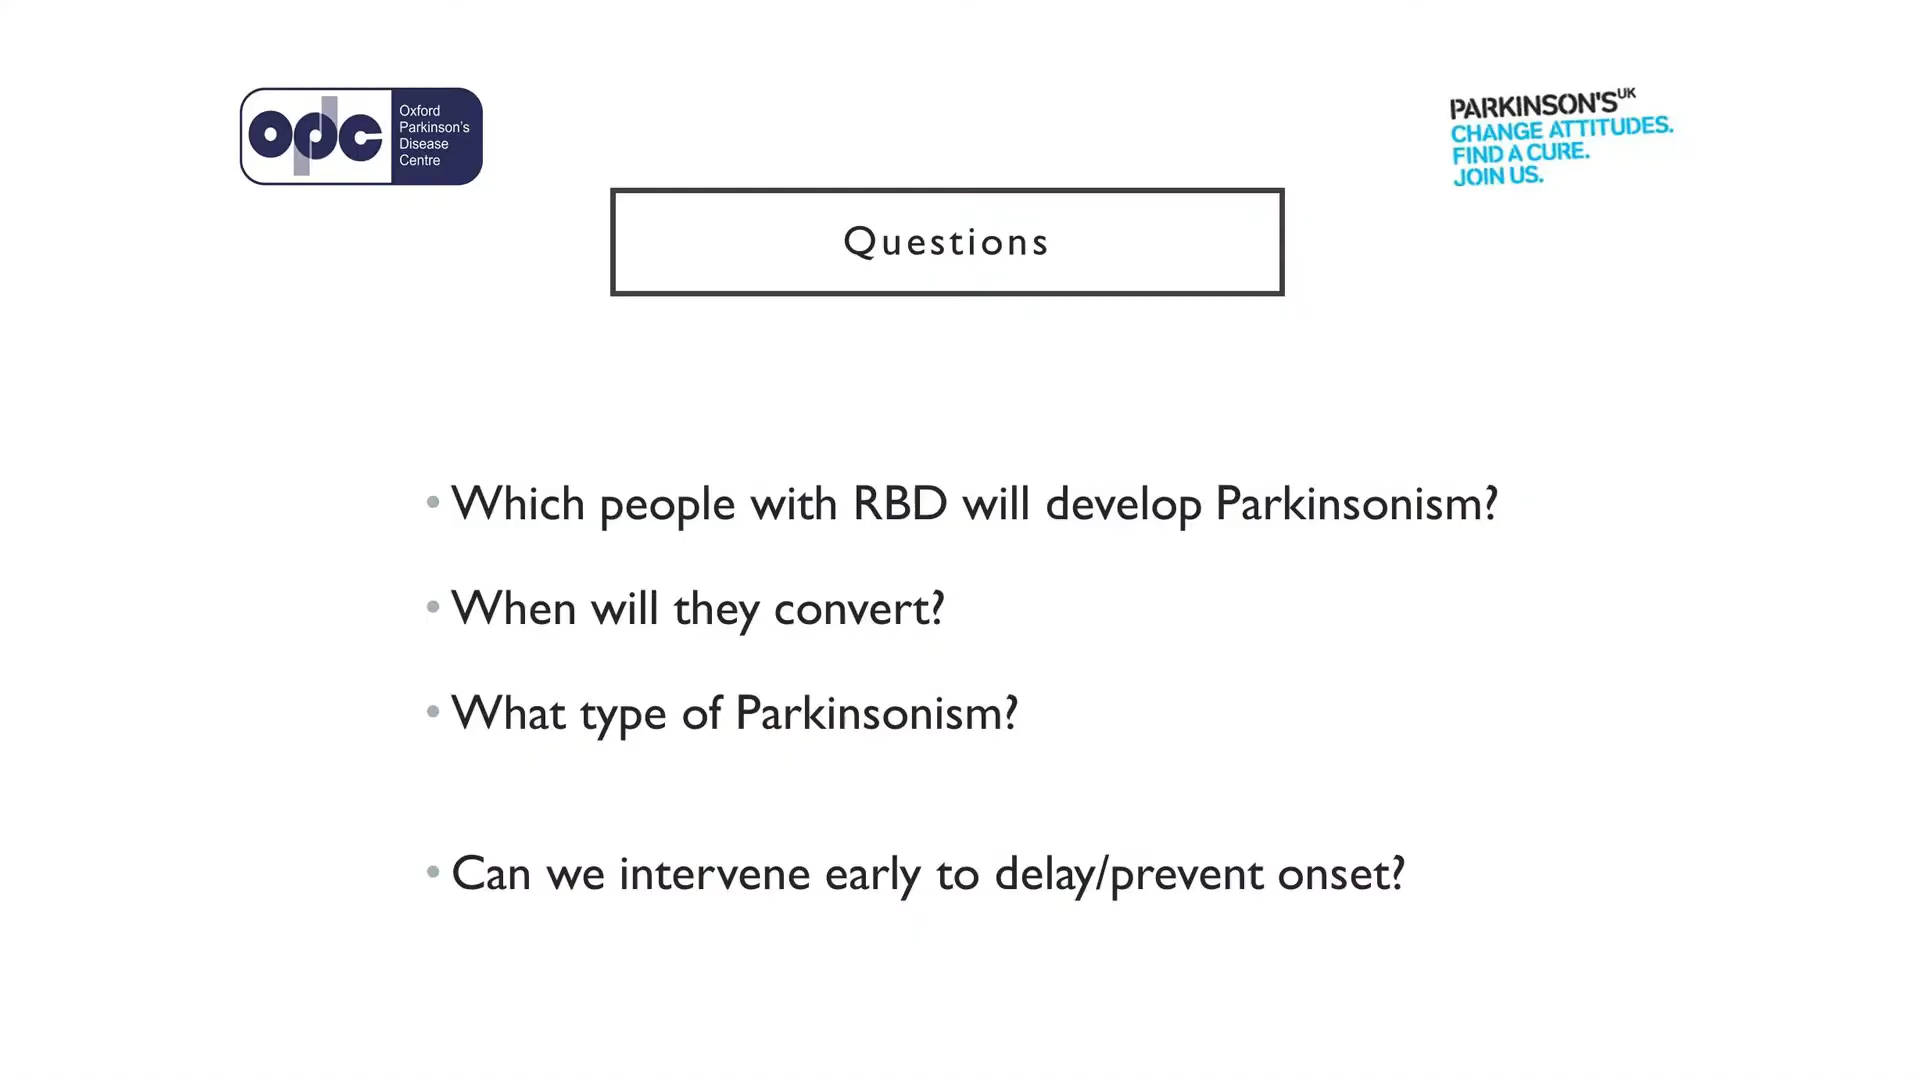 opdc
Oxford
Parkinson's
Disease
Centre
PARKINSON'S UK
CHANGE ATTITUDES.
FIND A CURE.
JOIN US.
Questions
• Which people with RBD will develop Parkinsonism?
• When will they convert?
• What type of Parkinsonism?
• Can we intervene early to delay/prevent onset?